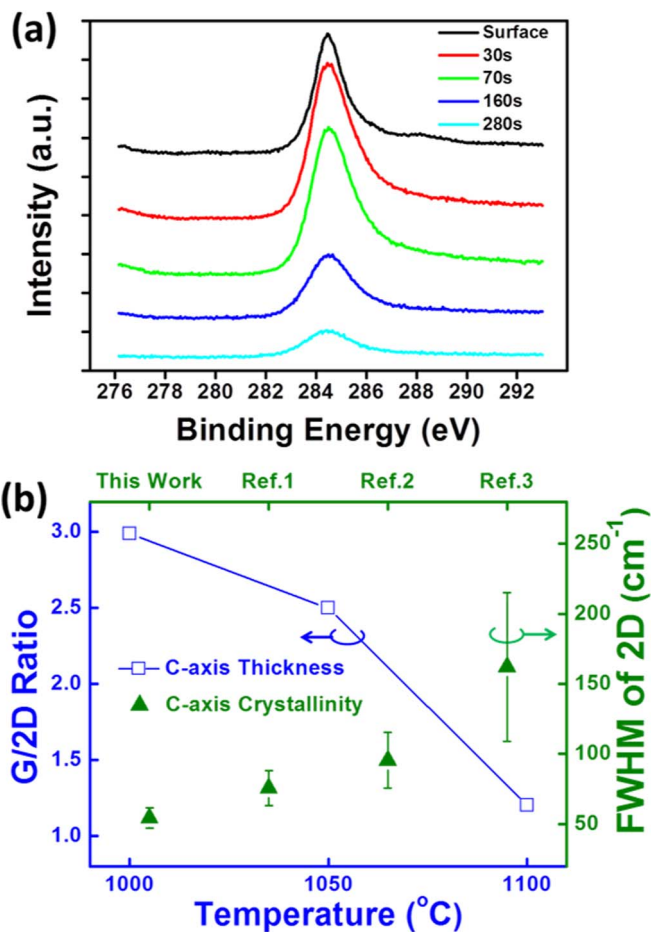 (a)
Surface
30s
70s
160s
280s
Intensity (a.u.)
276 278 280 282 284 286 288 290 292
Binding Energy (eV)
(b)
This Work Ref.1 Ref.2 Ref.3
3.0
2.5
2.0
1.5
1.0
G/2D Ratio
C-axis Thickness
C-axis Crystallinity
250
200
150
100
50
FWHM of 2D (cm⁻¹)
1000 1050 1100
Temperature (°C)